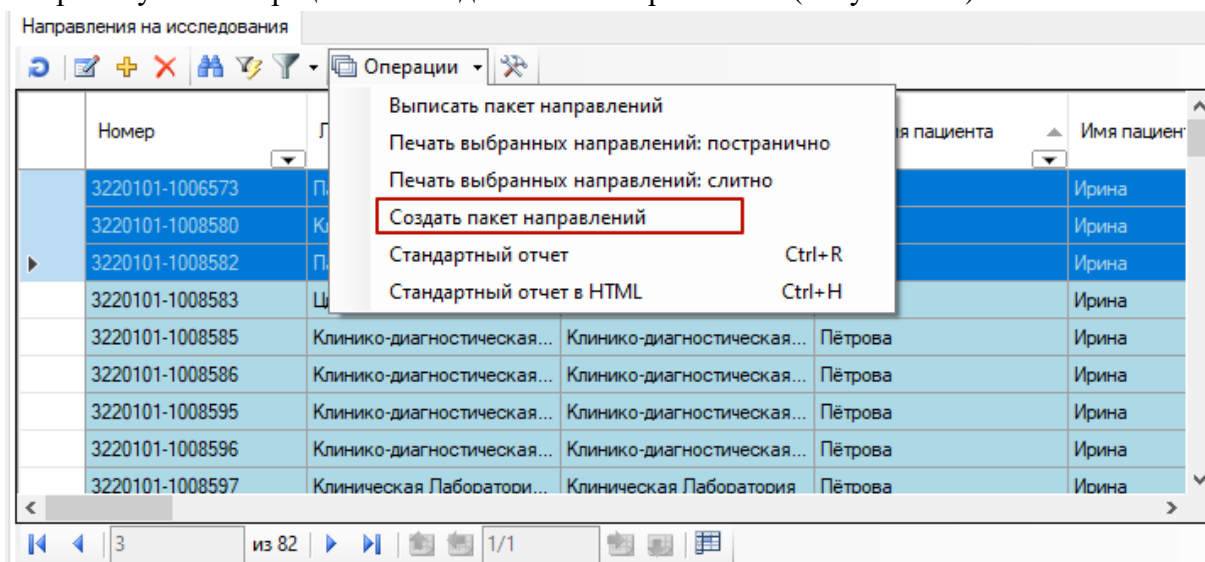 Направления на исследования
Операции
Выписать пакет направлений
Печать выбранных направлений: постранично
Печать выбранных направлений: слитно
Создать пакет направлений
Стандартный отчет Ctrl+R
Стандартный отчет в HTML Ctrl+H
Номер пациента Имя
3220101-1006573 Ирина
3220101-1008580 Ирина
3220101-1008582 Ирина
3220101-1008583 Ирина
3220101-1008585 Клинико-диагностическая... Клинико-диагностическая... Пётрова Ирина
3220101-1008586 Клинико-диагностическая... Клинико-диагностическая... Пётрова Ирина
3220101-1008595 Клинико-диагностическая... Клинико-диагностическая... Пётрова Ирина
3220101-1008596 Клинико-диагностическая... Клинико-диагностическая... Пётрова Ирина
3220101-1008597 Клиническая Лаборатори... Клиническая Лаборатория Пётрова Ирина
3 из 82 1/1